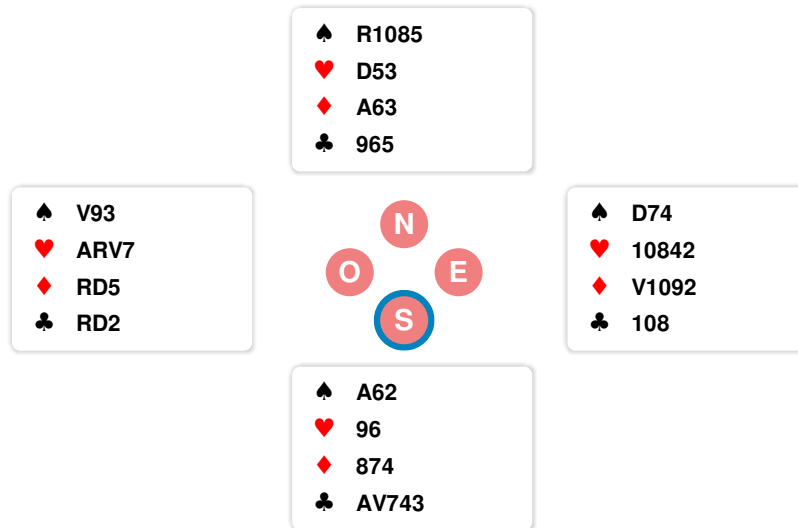 ♠ R1085
♥ D53
♦ A63
♣ 965
♠ V93
♥ ARV7
♦ RD5
♣ RD2
N
O
E
S
♠ D74
♥ 10842
♦ V1092
♣ 108
♠ A62
♥ 96
♦ 874
♣ AV743